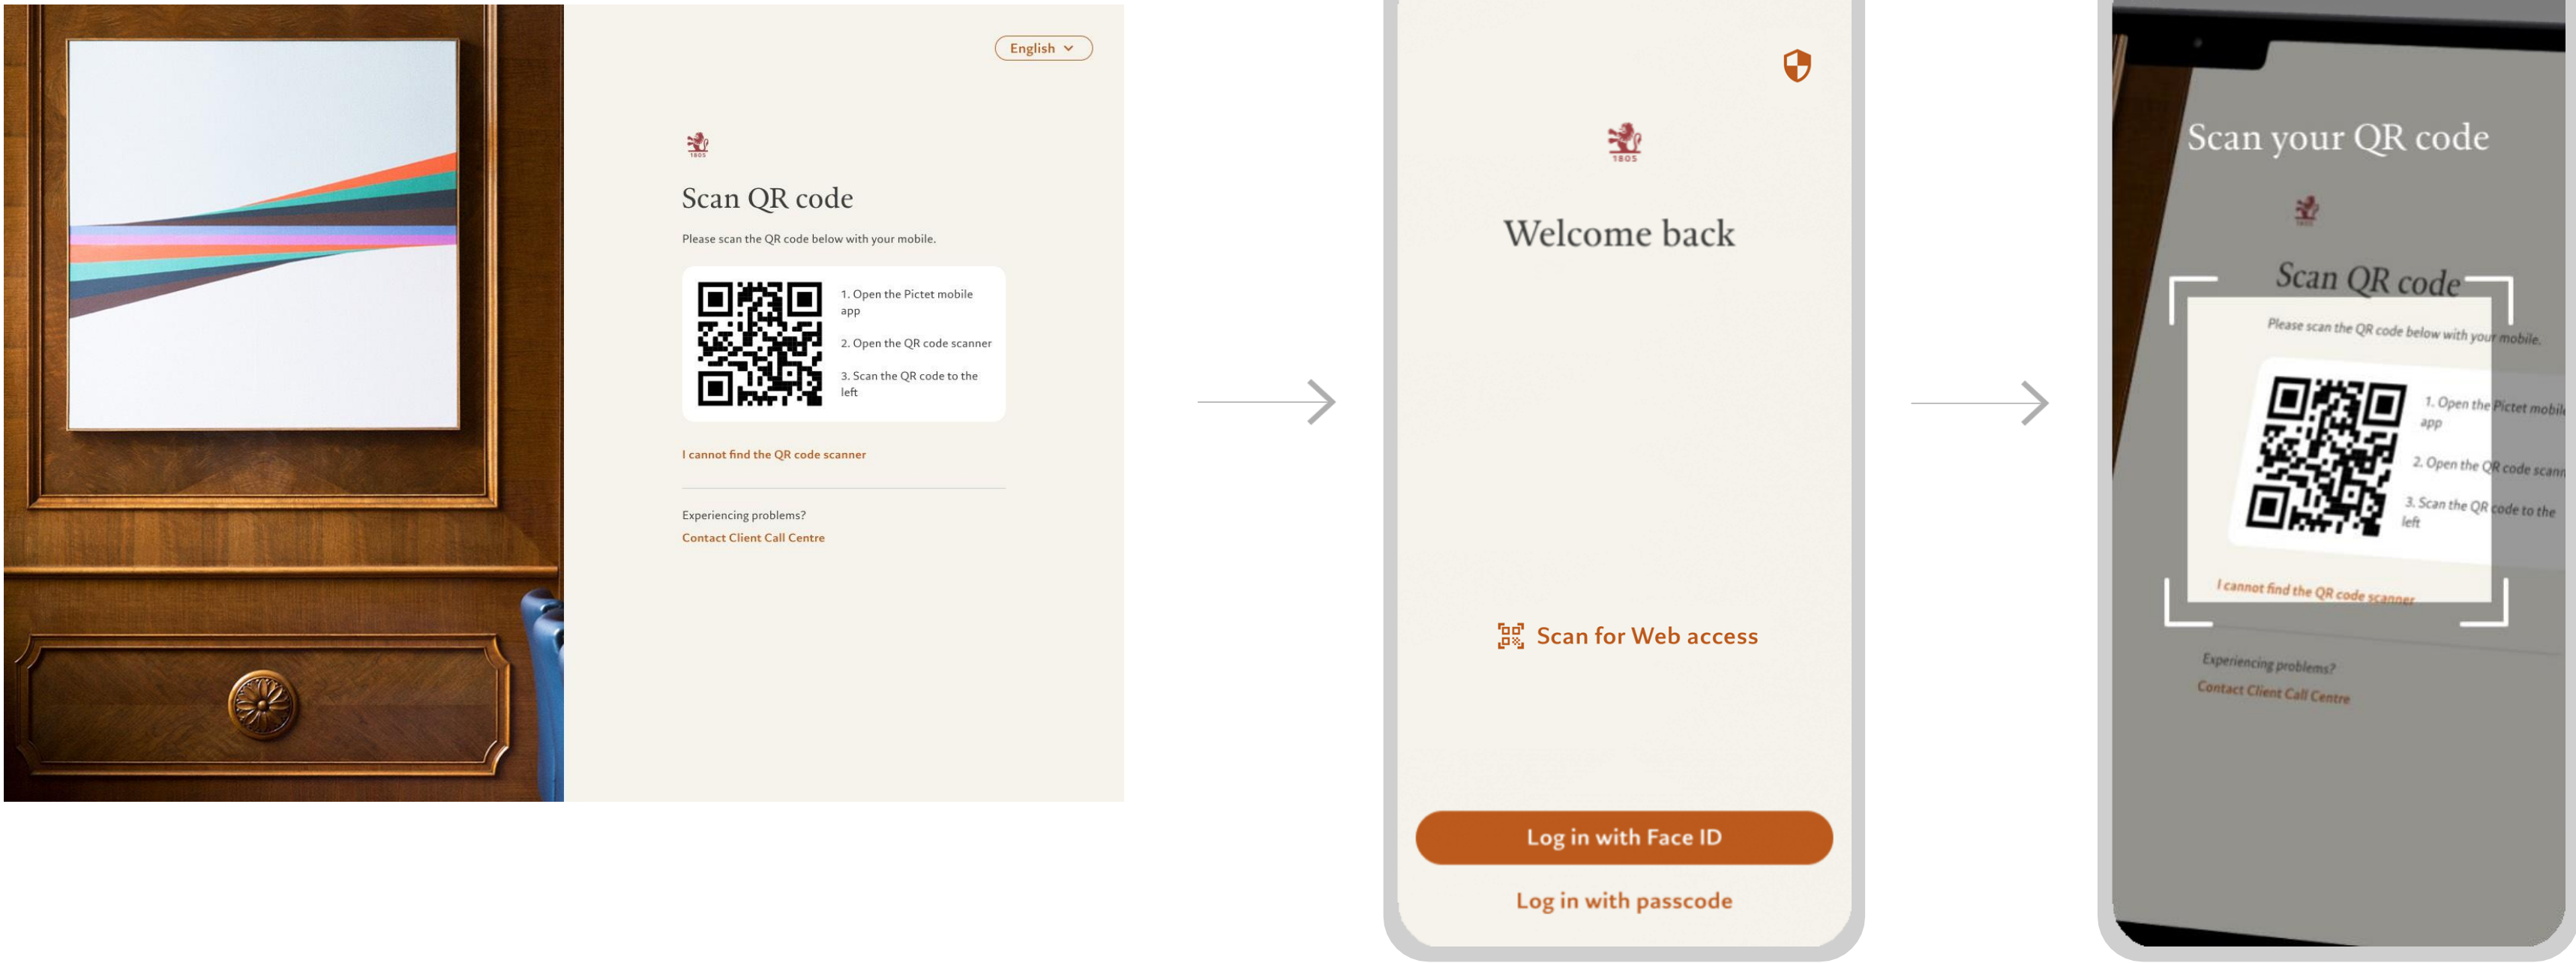 English
1805
Scan QR code
Please scan the QR code below with your mobile.
1. Open the Pictet mobile
app
2. Open the QR code scanner
3. Scan the QR code to the
left
I cannot find the QR code scanner
Experiencing problems?
Contact Client Call Centre
1805
Welcome back
Scan for Web access
Log in with Face ID
Log in with passcode
Scan your QR code
1805
Scan QR code
Please scan the QR code below with your mobile.
1. Open the Pictet mobile
app
2. Open the QR code scann
3. Scan the QR code to the
left
I cannot find the QR code scanner
Experiencing problems?
Contact Client Call Centre